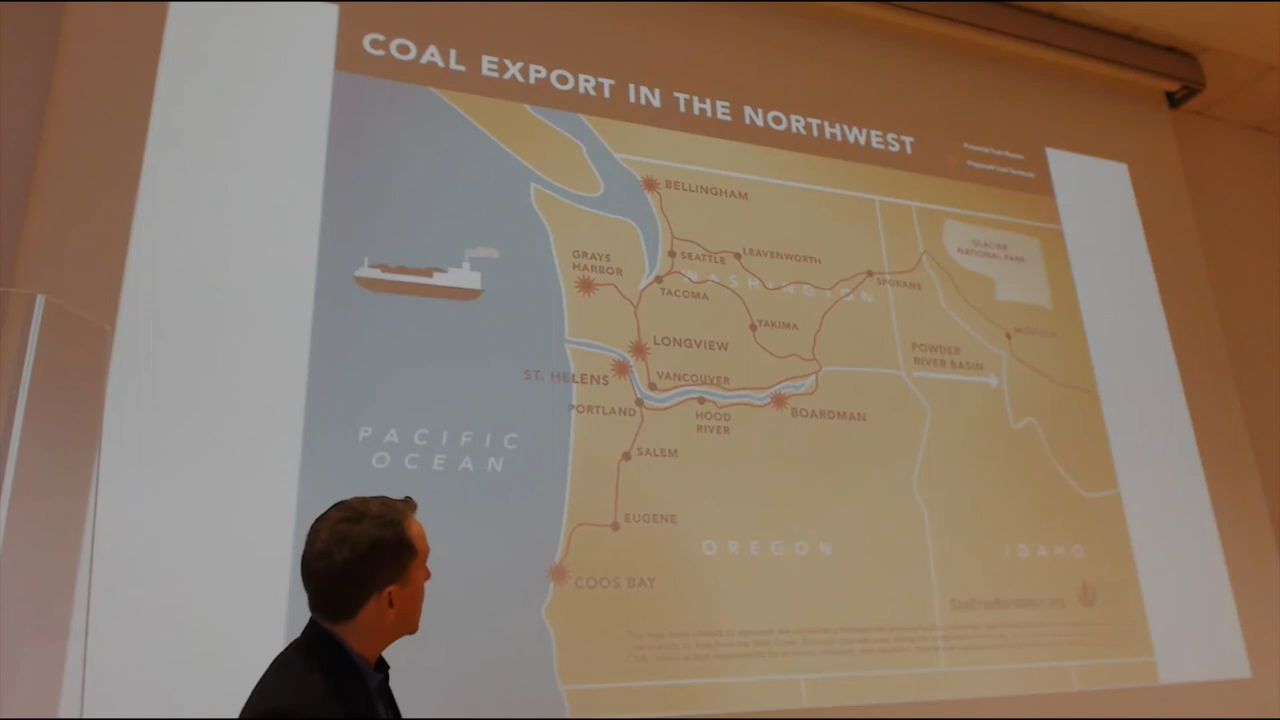 COAL EXPORT IN THE NORTHWEST
BELLINGHAM
GLACIER
NATIONAL PARK
GRAYS
HARBOR
SEATTLE
LEAVENWORTH
WASHINGTON
SPOKANE
TACOMA
YAKIMA
LONGVIEW
POWDER
RIVER BASIN
ST. HELENS
VANCOUVER
PORTLAND
HOOD
RIVER
BOARDMAN
PACIFIC
OCEAN
SALEM
EUGENE
OREGON
IDAHO
COOS BAY